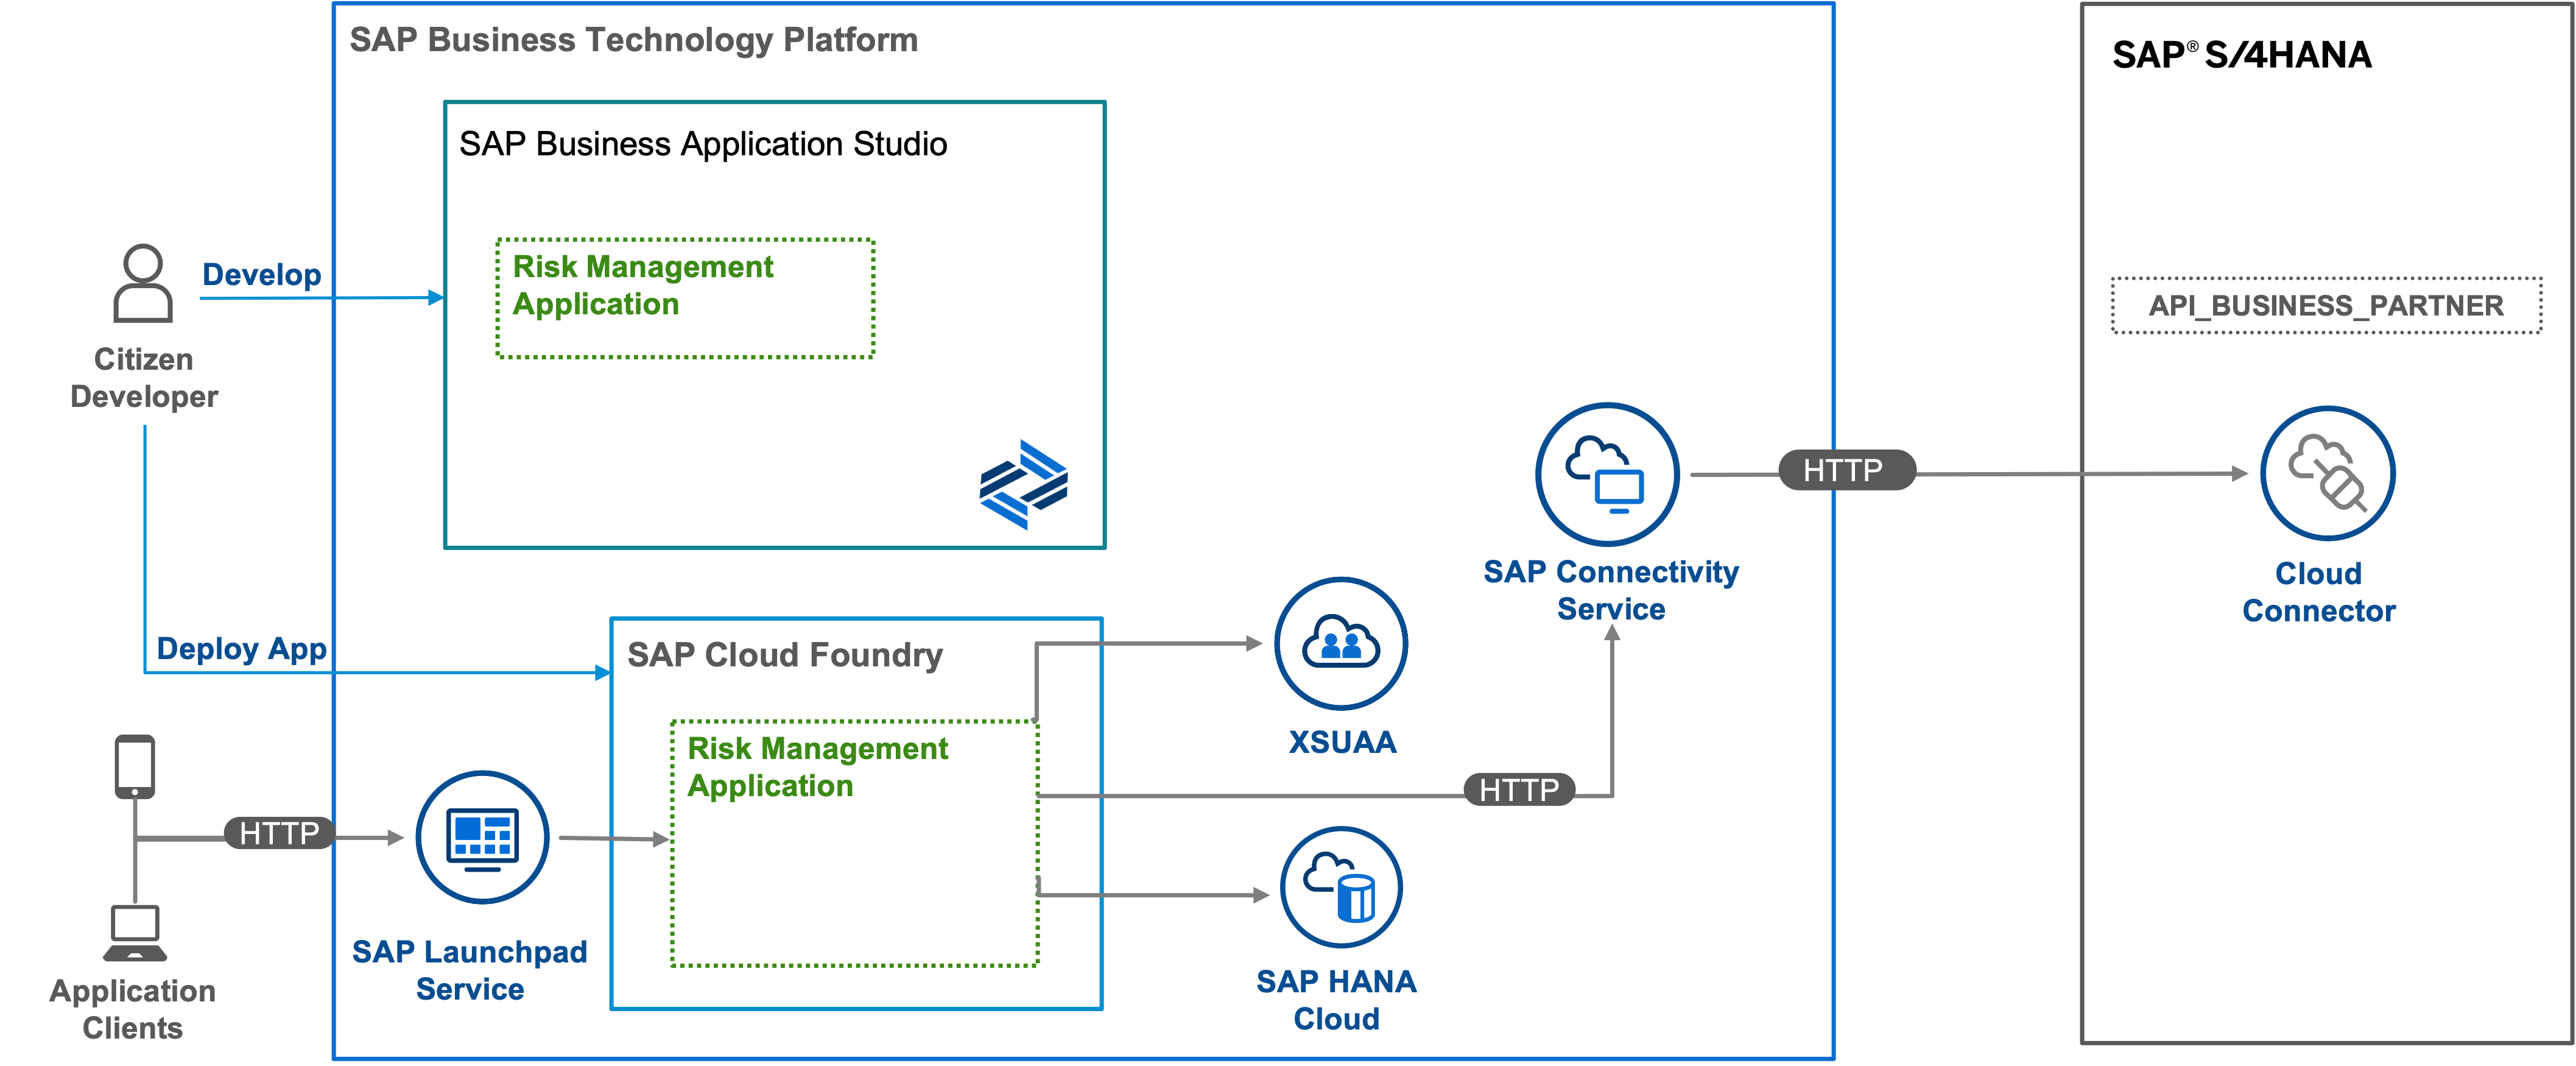 SAP Business Technology Platform
SAP® S/4HANA
SAP Business Application Studio
Risk Management
Application
Develop
Citizen
Developer
API_BUSINESS_PARTNER
HTTP
SAP Connectivity
Service
Cloud
Connector
Deploy App
SAP Cloud Foundry
Risk Management
Application
XSUAA
HTTP
HTTP
SAP Launchpad
Service
SAP HANA
Cloud
Application
Clients